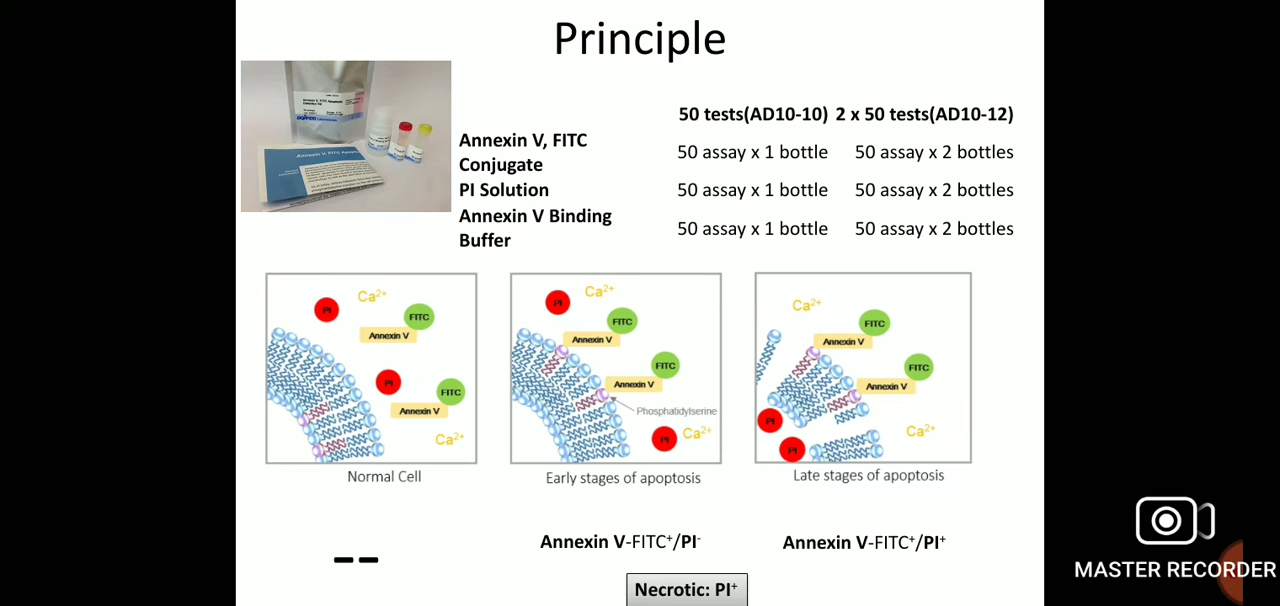 Principle
50 tests(AD10-10) 2 x 50 tests(AD10-12)
Annexin V, FITC
Conjugate
50 assay x 1 bottle 50 assay x 2 bottles
PI Solution
50 assay x 1 bottle 50 assay x 2 bottles
Annexin V Binding
Buffer
50 assay x 1 bottle 50 assay x 2 bottles
PI
Ca²⁺
FITC
Annexin V
PI
FITC
Annexin V
Ca²⁺
Normal Cell
PI
Ca²⁺
FITC
Annexin V
FITC
Annexin V
Phosphatidylserine
PI
Ca²⁺
Early stages of apoptosis
Ca²⁺
FITC
Annexin V
FITC
Annexin V
PI
PI
Ca²⁺
Late stages of apoptosis
– –
Annexin V-FITC⁺/PI⁻
Annexin V-FITC⁺/PI⁺
Necrotic: PI⁺
MASTER RECORDER